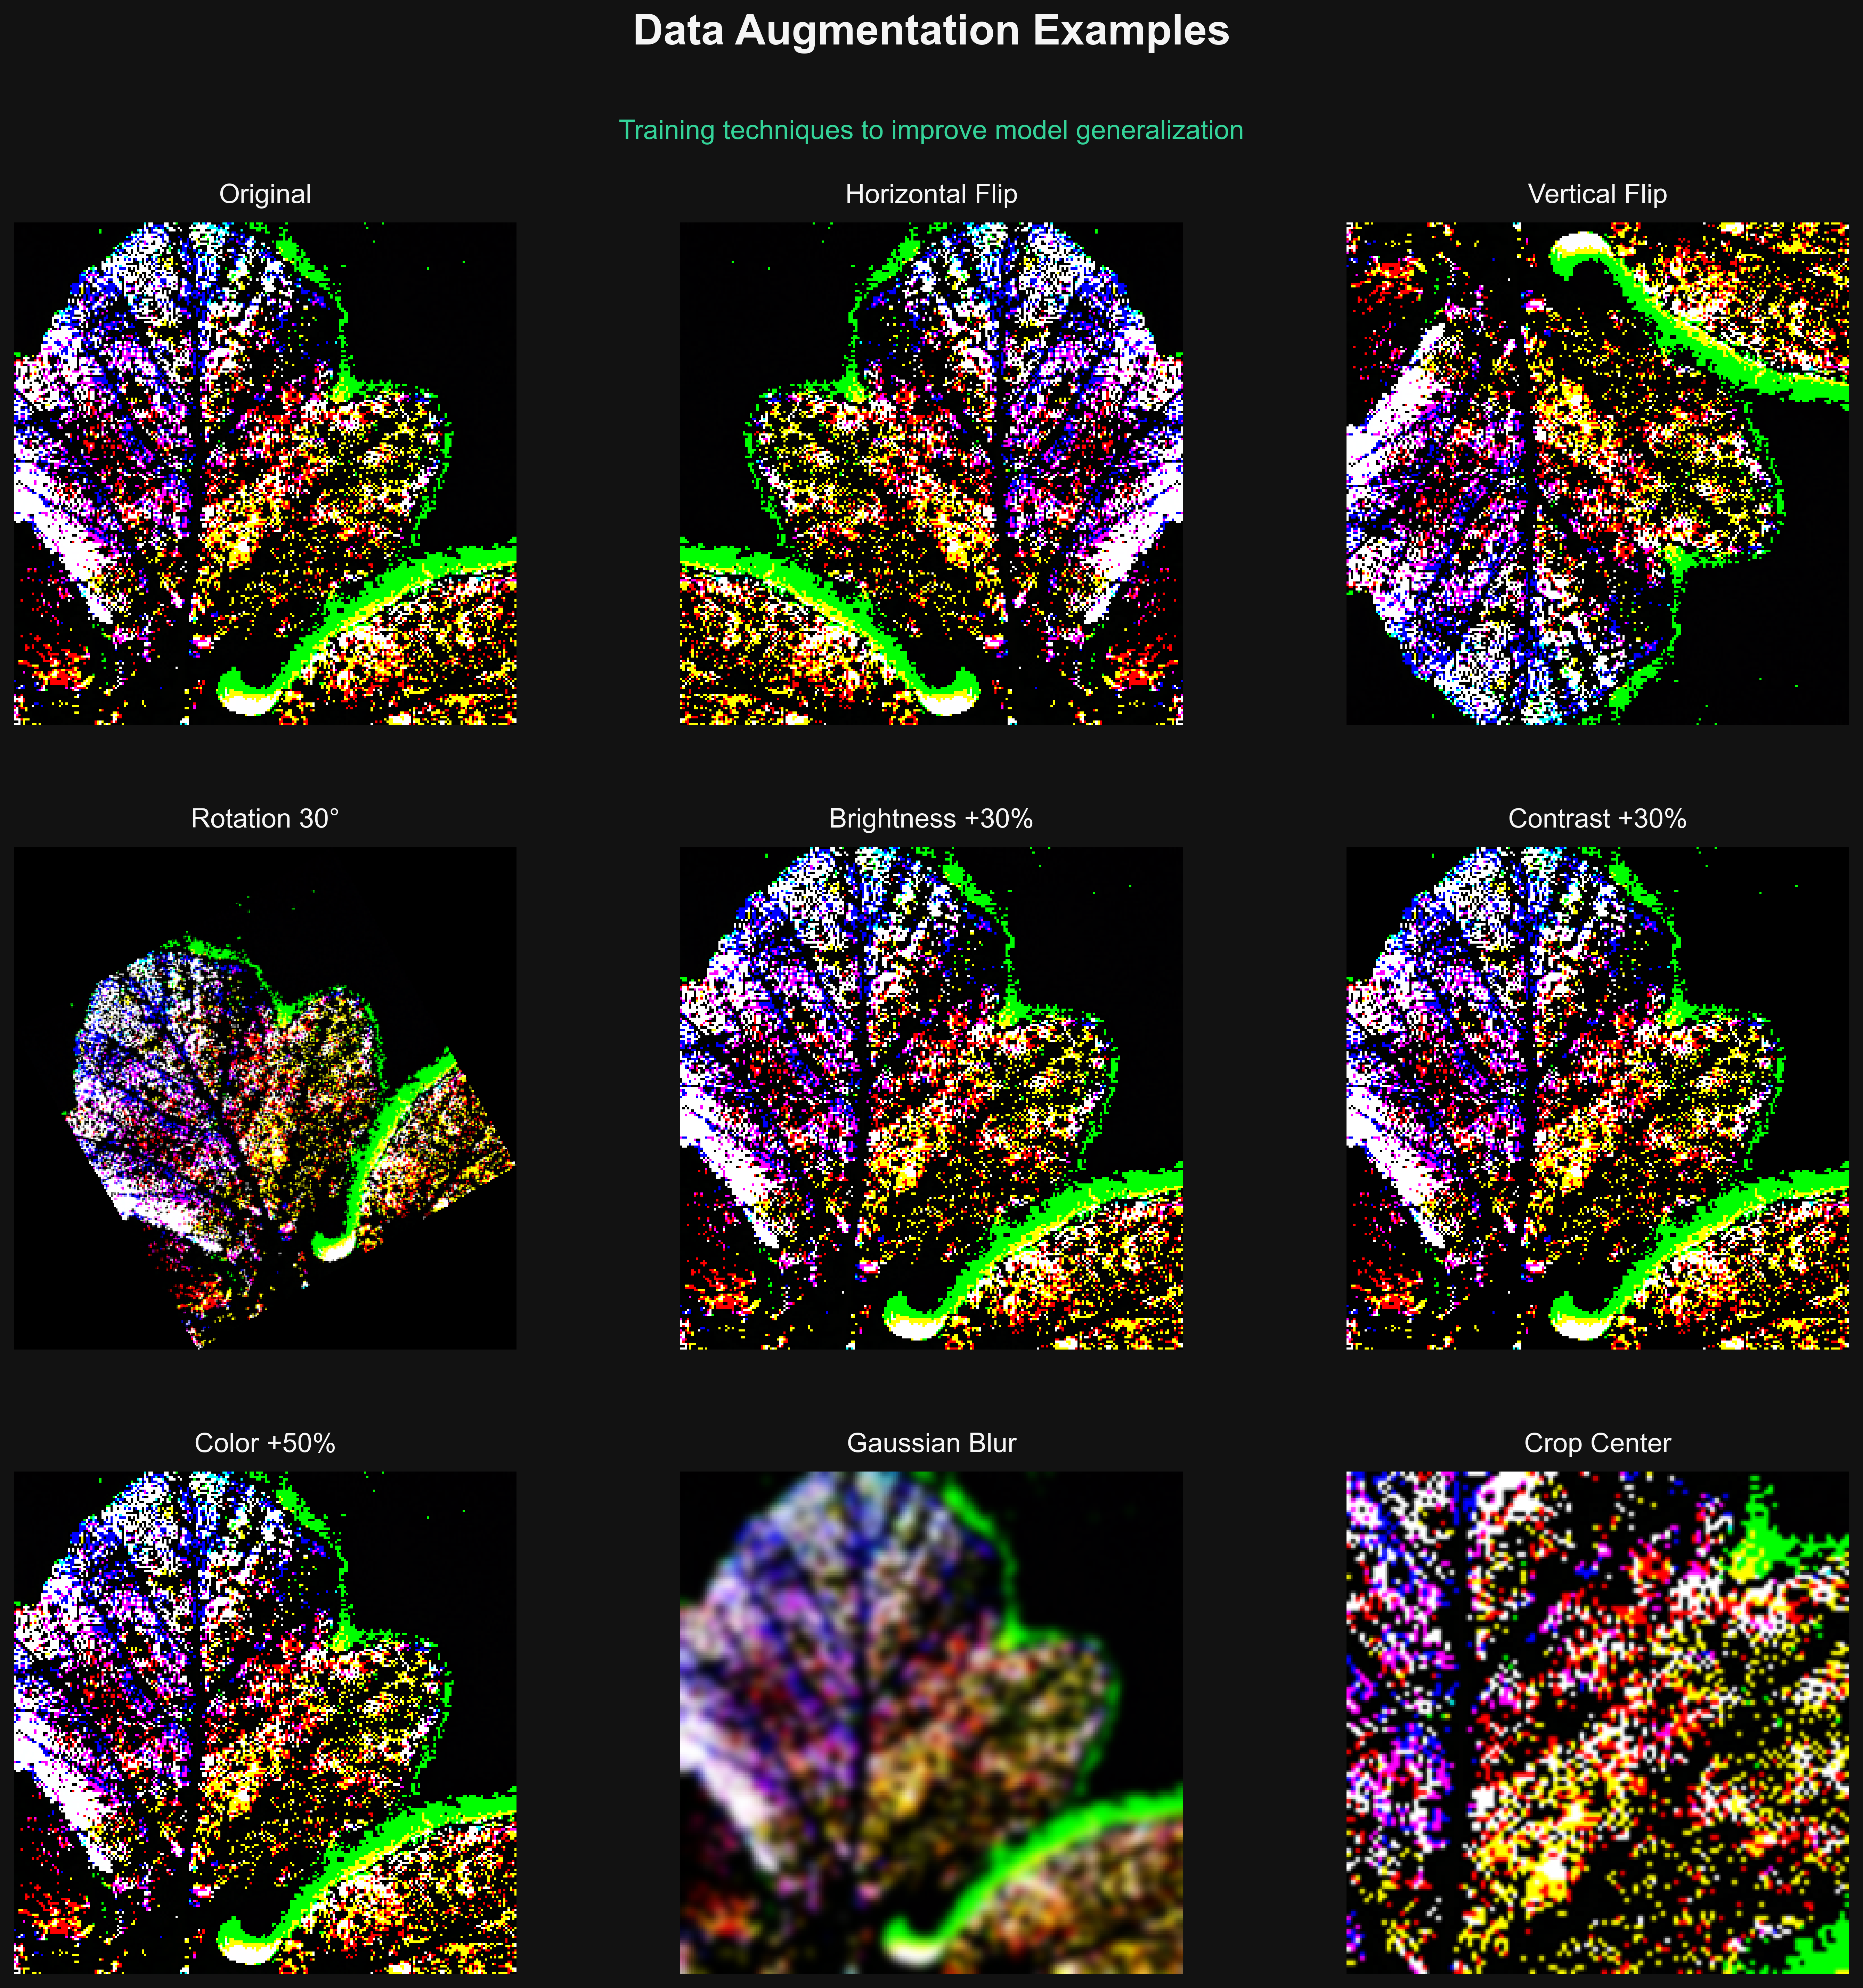 Data Augmentation Examples
Training techniques to improve model generalization
Original
Horizontal Flip
Vertical Flip
Rotation 30°
Brightness +30%
Contrast +30%
Color +50%
Gaussian Blur
Crop Center